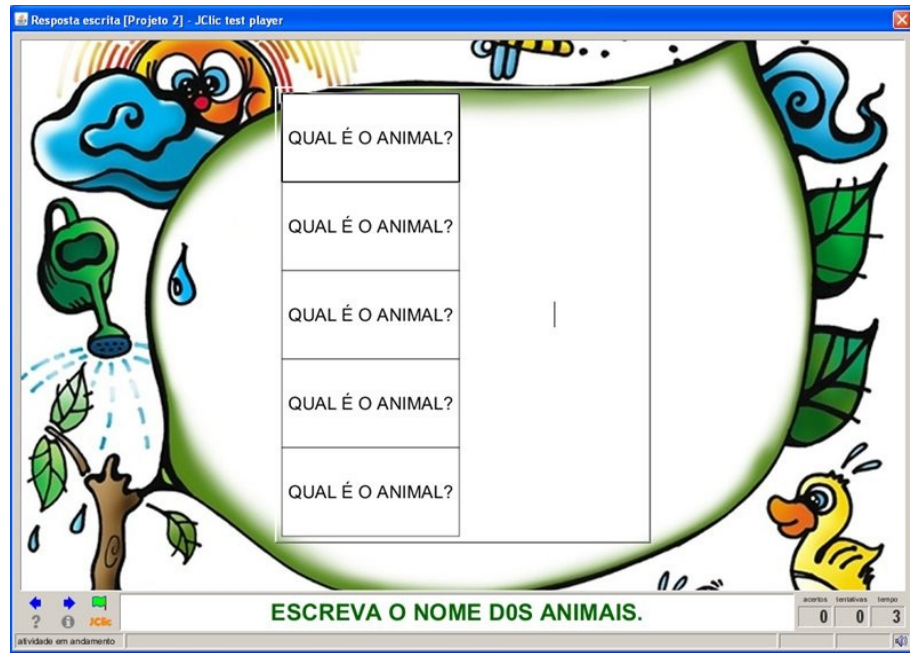 Resposta escrita [Projeto 2] - JClic test player
QUAL É O ANIMAL?
QUAL É O ANIMAL?
QUAL É O ANIMAL?
QUAL É O ANIMAL?
QUAL É O ANIMAL?
ESCREVA O NOME D0S ANIMAIS.
? i JClic
acertos tentativas tempo
0 0 3
atividade em andamento